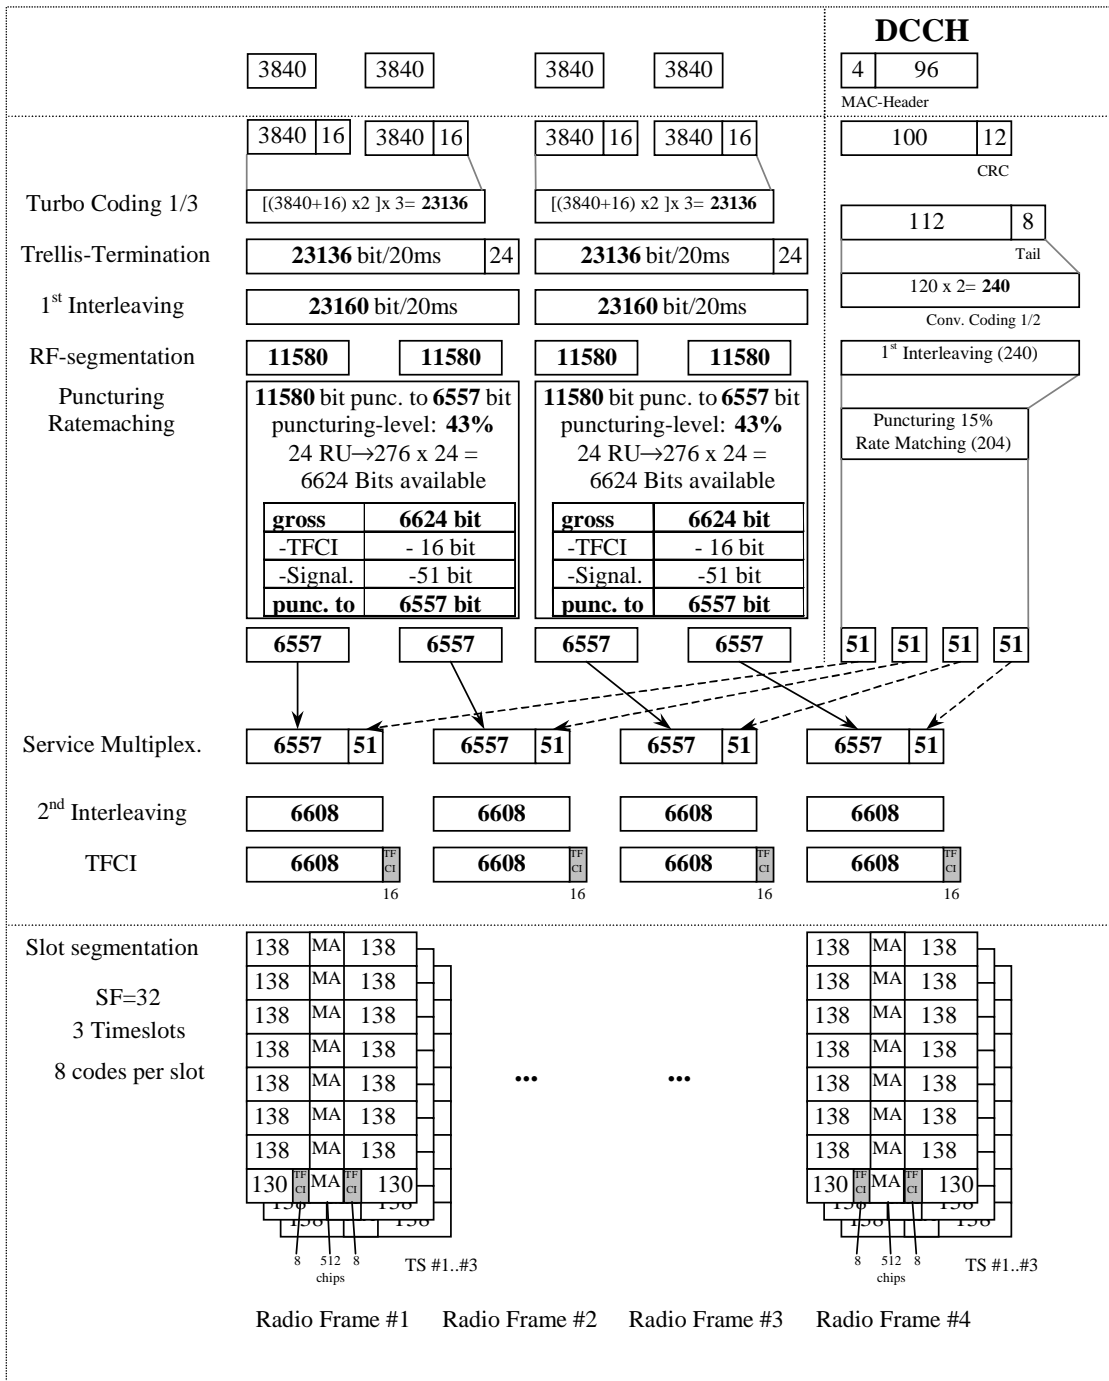 DCCH
3840 3840 3840 3840 4 96
MAC-Header
3840 16 3840 16 3840 16 3840 16 100 12
CRC
Turbo Coding 1/3 [(3840+16) x2 ]x 3= 23136 [(3840+16) x2 ]x 3= 23136
112 8
Tail
Trellis-Termination 23136 bit/20ms 24 23136 bit/20ms 24
120 x 2= 240
Conv. Coding 1/2
1st Interleaving 23160 bit/20ms 23160 bit/20ms
RF-segmentation 11580 11580 11580 11580 1st Interleaving (240)
Puncturing
Ratemaching
11580 bit punc. to 6557 bit
puncturing-level: 43%
24 RU→276 x 24 =
6624 Bits available
gross 6624 bit
-TFCI - 16 bit
-Signal. -51 bit
punc. to 6557 bit
11580 bit punc. to 6557 bit
puncturing-level: 43%
24 RU→276 x 24 =
6624 Bits available
gross 6624 bit
-TFCI - 16 bit
-Signal. -51 bit
punc. to 6557 bit
Puncturing 15%
Rate Matching (204)
6557 6557 6557 6557 51 51 51 51
Service Multiplex. 6557 51 6557 51 6557 51 6557 51
2nd Interleaving 6608 6608 6608 6608
TFCI 6608 TF CI 6608 TF CI 6608 TF CI 6608 TF CI
16 16 16 16
Slot segmentation
SF=32
3 Timeslots
8 codes per slot
138 MA 138
138 MA 138
138 MA 138
138 MA 138
138 MA 138
138 MA 138
138 MA 138
130 TF CI MA TF CI 130
138 138
138 138
8 512 chips 8 TS #1..#3
... ...
138 MA 138
138 MA 138
138 MA 138
138 MA 138
138 MA 138
138 MA 138
138 MA 138
130 TF CI MA TF CI 130
138 138
138 138
8 512 chips 8 TS #1..#3
Radio Frame #1 Radio Frame #2 Radio Frame #3 Radio Frame #4